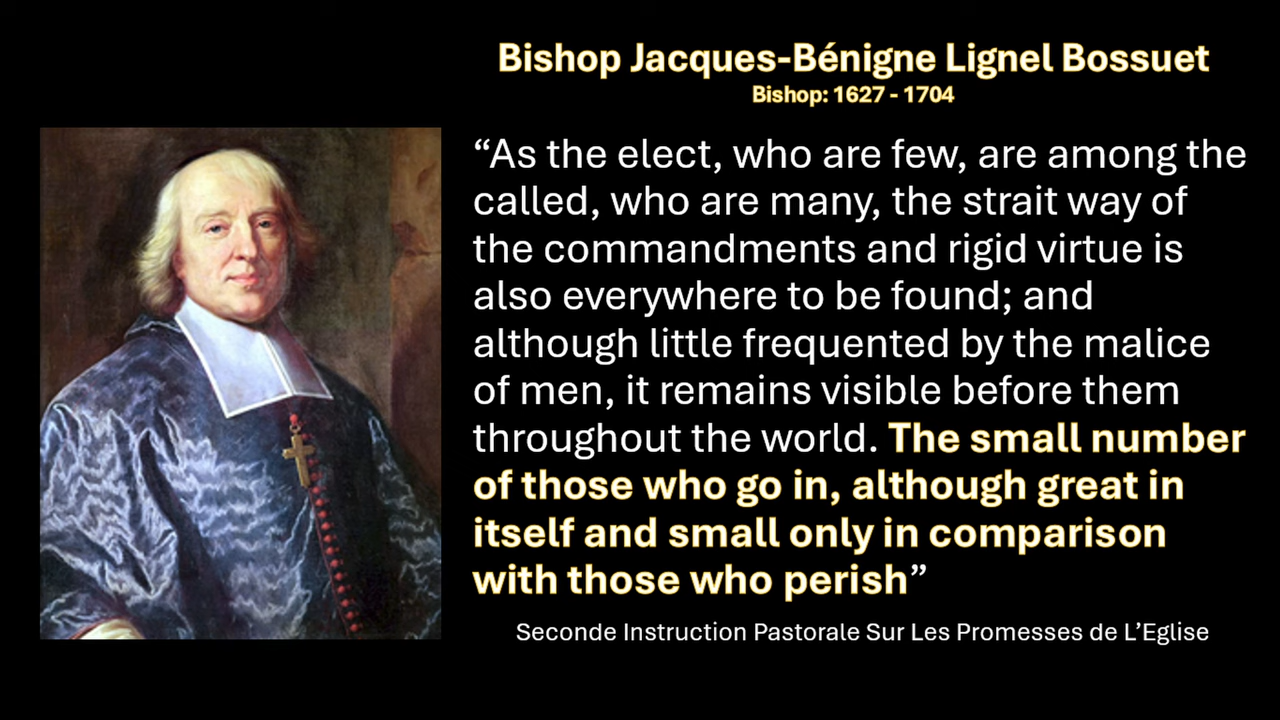 Bishop Jacques-Bénigne Lignel Bossuet
Bishop: 1627 - 1704
“As the elect, who are few, are among the
called, who are many, the strait way of
the commandments and rigid virtue is
also everywhere to be found; and
although little frequented by the malice
of men, it remains visible before them
throughout the world. The small number
of those who go in, although great in
itself and small only in comparison
with those who perish”
Seconde Instruction Pastorale Sur Les Promesses de L’Eglise